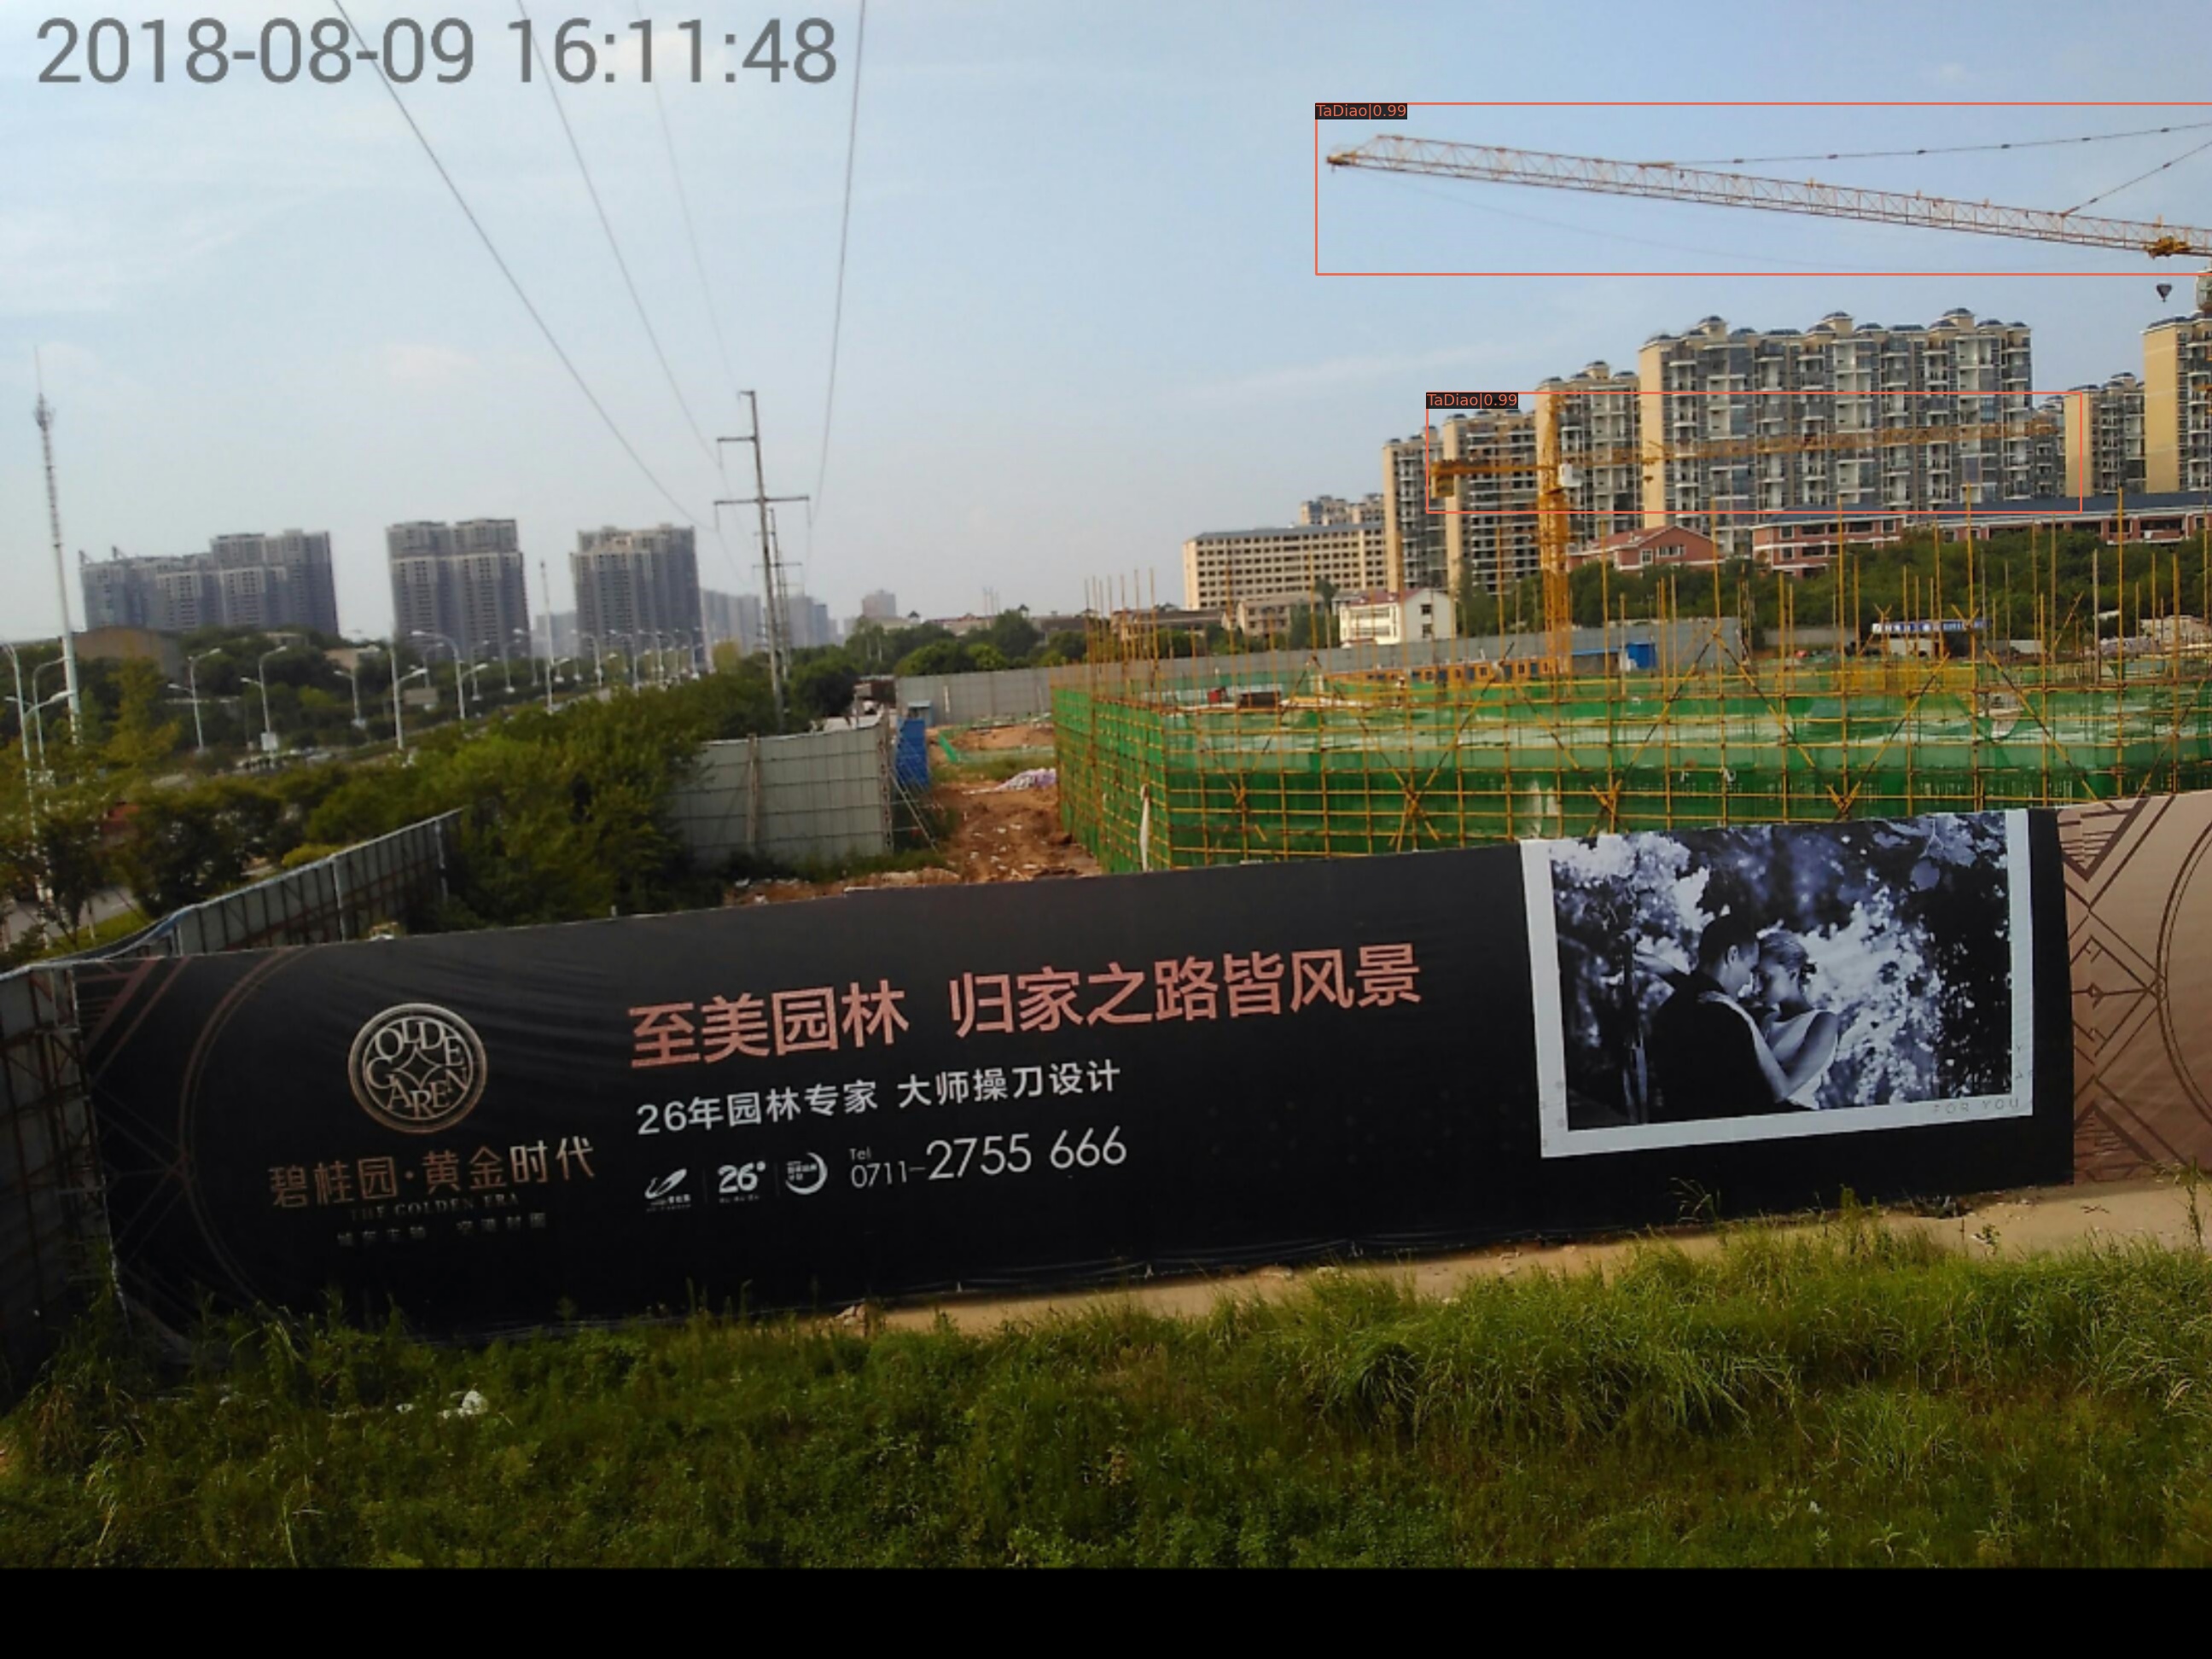 2018-08-09 16:11:48
TaDiao|0.99
TaDiao|0.99
OLDE
GAREN
至美园林 归家之路皆风景
26年园林专家 大师操刀设计
碧桂园·黄金时代
THE GOLDEN ERA
26°
Tel
0711-2755 666
FOR YOU